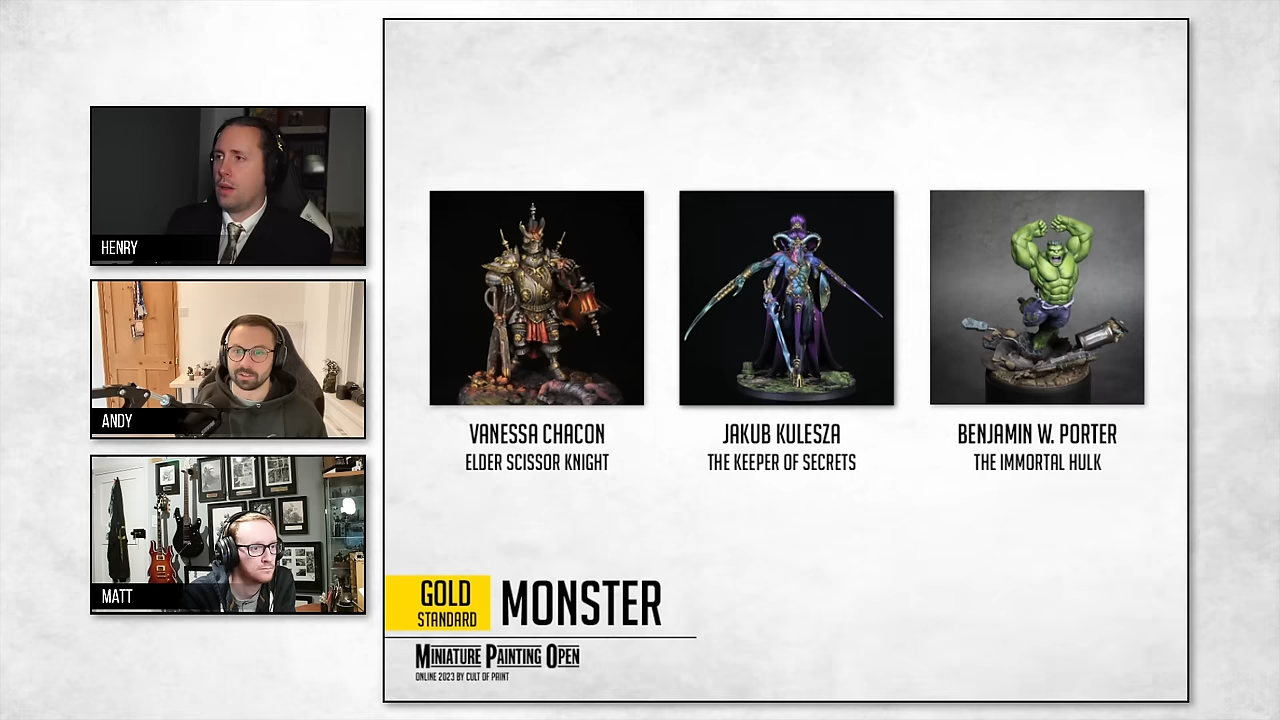 HENRY
ANDY
MATT
VANESSA CHACON
ELDER SCISSOR KNIGHT
JAKUB KULESZA
THE KEEPER OF SECRETS
BENJAMIN W. PORTER
THE IMMORTAL HULK
GOLD
STANDARD
MONSTER
MINIATURE PAINTING OPEN
ONLINE 2023 BY CULT OF PAINT